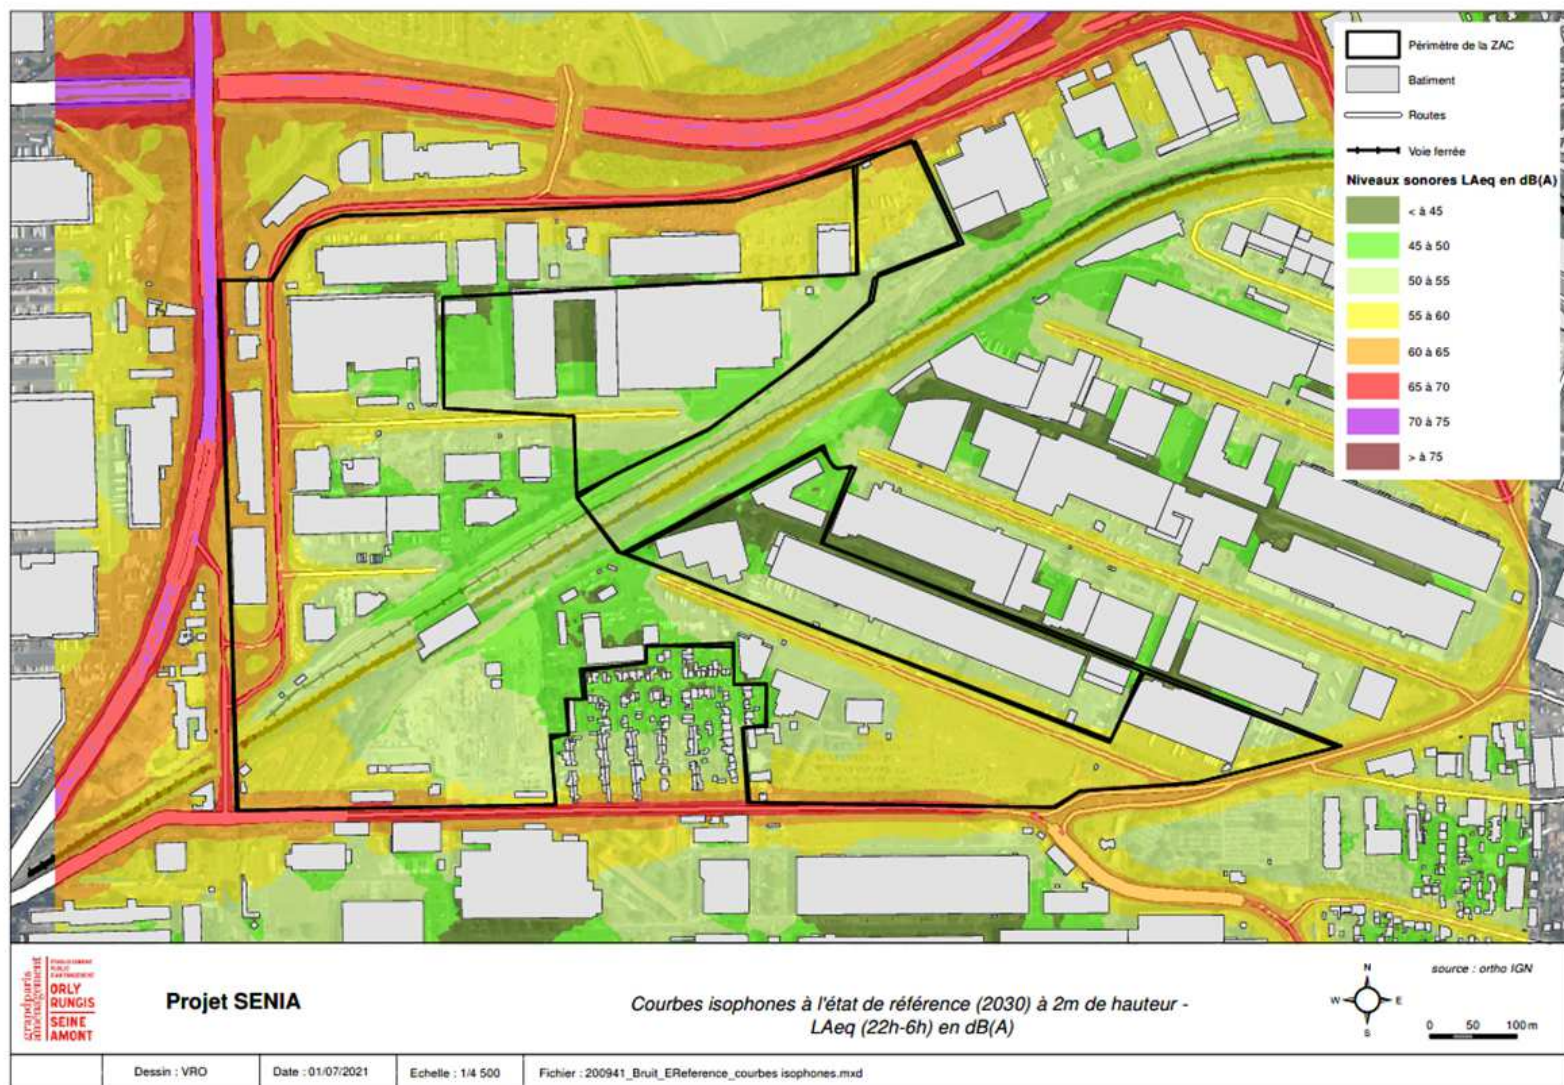 Périmètre de la ZAC
Batiment
Routes
Voie ferrée
Niveaux sonores LAeq en dB(A)
< à 45
45 à 50
50 à 55
55 à 60
60 à 65
65 à 70
70 à 75
> à 75
grandparis
aménagement
ETABLISSEMENT
PUBLIC
D'AMENAGEMENT
ORLY
RUNGIS
SEINE
AMONT
Projet SENIA
Courbes isophones à l'état de référence (2030) à 2m de hauteur -
LAeq (22h-6h) en dB(A)
N
W
E
S
source : ortho IGN
0 50 100 m
Dessin : VRO
Date : 01/07/2021
Echelle : 1/4 500
Fichier : 200941_Bruit_EReference_courbes isophones.mxd